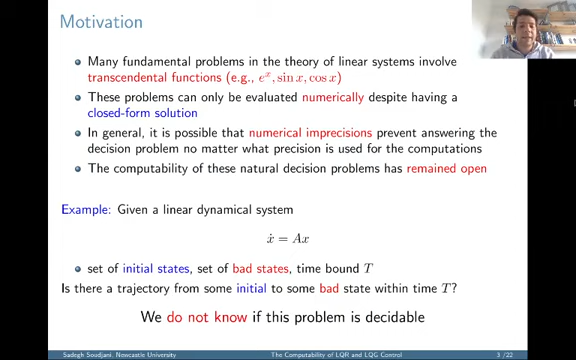 Motivation
Many fundamental problems in the theory of linear systems involve
transcendental functions (e.g., e^x, sin x, cos x)
These problems can only be evaluated numerically despite having a
closed-form solution
In general, it is possible that numerical imprecisions prevent answering the
decision problem no matter what precision is used for the computations
The computability of these natural decision problems has remained open
Example: Given a linear dynamical system
ẋ = Ax
set of initial states, set of bad states, time bound T
Is there a trajectory from some initial to some bad state within time T?
We do not know if this problem is decidable
Sadegh Soudjani, Newcastle University The Computability of LQR and LQG Control 3 /22